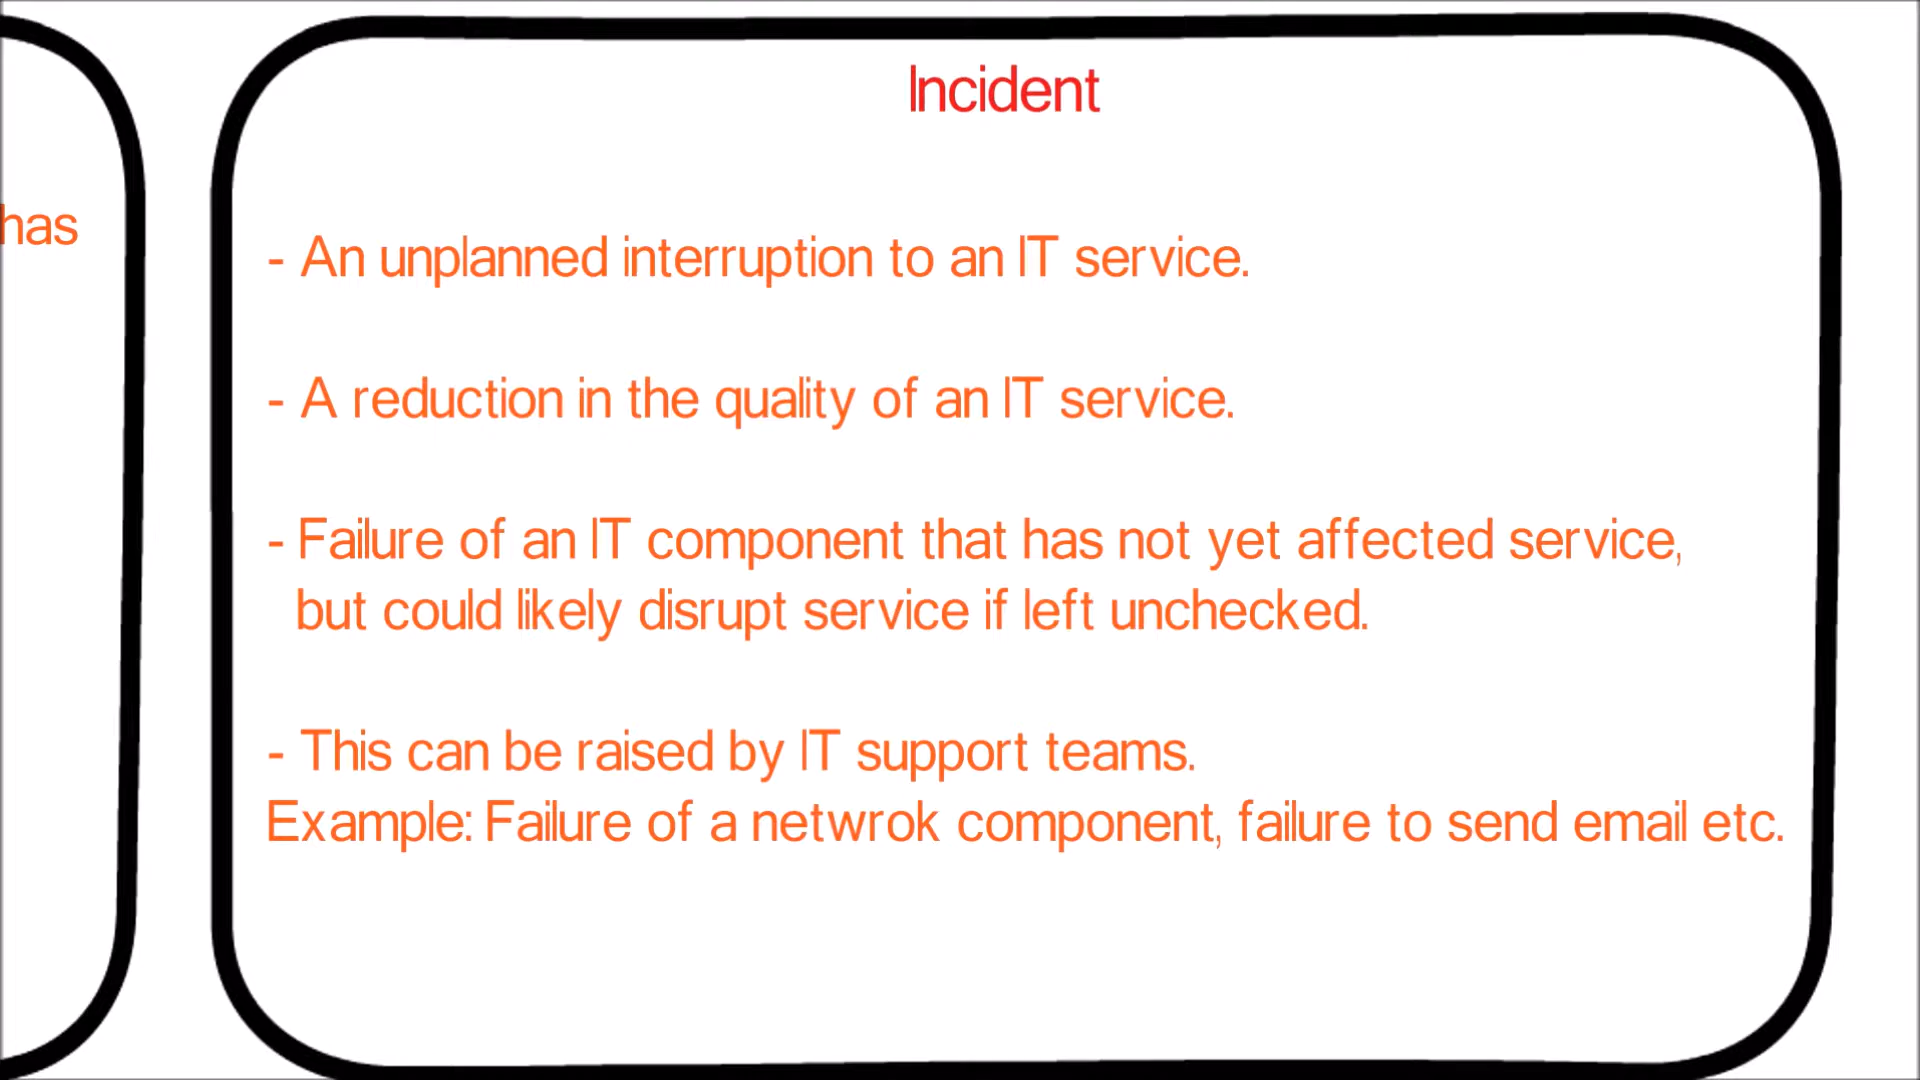 has
Incident
- An unplanned interruption to an IT service.
- A reduction in the quality of an IT service.
- Failure of an IT component that has not yet affected service,
but could likely disrupt service if left unchecked.
- This can be raised by IT support teams.
Example: Failure of a netwrok component, failure to send email etc.